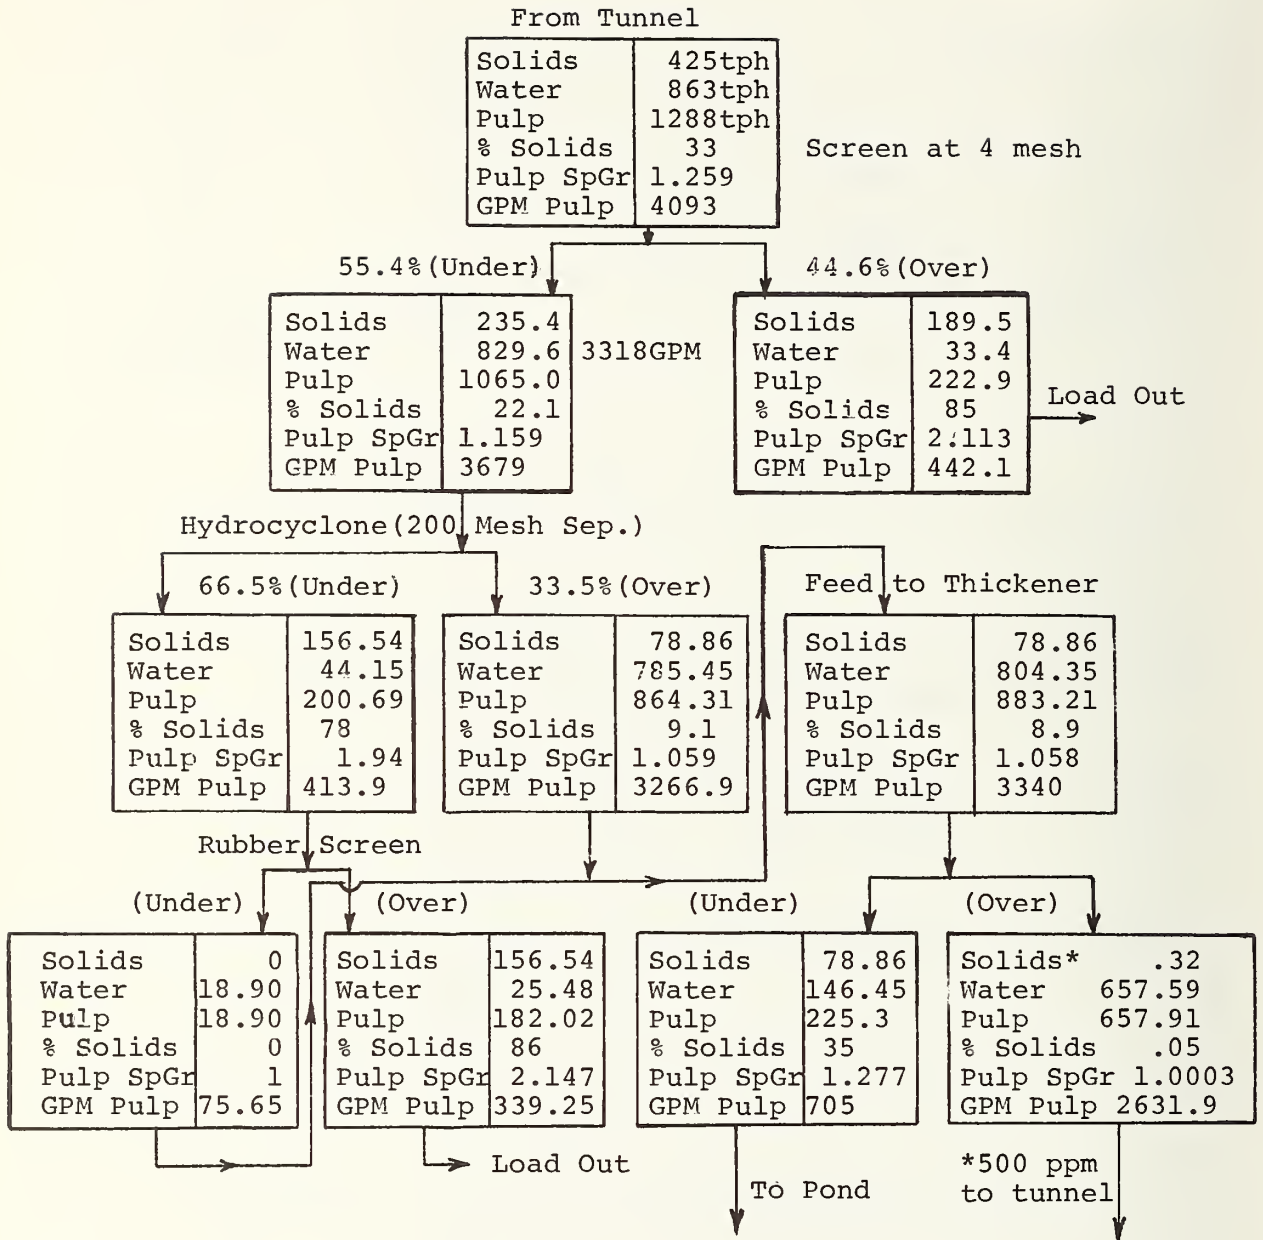 From Tunnel
Solids 425tph
Water 863tph
Pulp 1288tph
% Solids 33
Pulp SpGr 1.259
GPM Pulp 4093
Screen at 4 mesh
55.4%(Under)
44.6%(Over)
Solids 235.4
Water 829.6
Pulp 1065.0
% Solids 22.1
Pulp SpGr 1.159
GPM Pulp 3679
3318GPM
Solids 189.5
Water 33.4
Pulp 222.9
% Solids 85
Pulp SpGr 2.113
GPM Pulp 442.1
Load Out
Hydrocyclone(200 Mesh Sep.)
66.5%(Under)
33.5%(Over)
Feed to Thickener
Solids 156.54
Water 44.15
Pulp 200.69
% Solids 78
Pulp SpGr 1.94
GPM Pulp 413.9
Solids 78.86
Water 785.45
Pulp 864.31
% Solids 9.1
Pulp SpGr 1.059
GPM Pulp 3266.9
Solids 78.86
Water 804.35
Pulp 883.21
% Solids 8.9
Pulp SpGr 1.058
GPM Pulp 3340
Rubber Screen
(Under)
(Over)
(Under)
(Over)
Solids 0
Water 18.90
Pulp 18.90
% Solids 0
Pulp SpGr 1
GPM Pulp 75.65
Solids 156.54
Water 25.48
Pulp 182.02
% Solids 86
Pulp SpGr 2.147
GPM Pulp 339.25
Load Out
Solids 78.86
Water 146.45
Pulp 225.3
% Solids 35
Pulp SpGr 1.277
GPM Pulp 705
To Pond
Solids* .32
Water 657.59
Pulp 657.91
% Solids .05
Pulp SpGr 1.0003
GPM Pulp 2631.9
*500 ppm
to tunnel